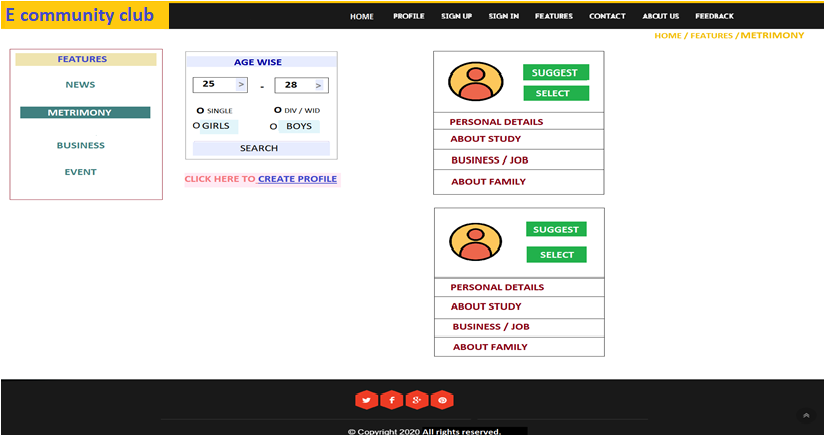 E community club
HOME PROFILE SIGN UP SIGN IN FEATURES CONTACT ABOUT US FEEDBACK
HOME / FEATURES / METRIMONY
FEATURES
NEWS
METRIMONY
BUSINESS
EVENT
AGE WISE
25 > - 28 >
SINGLE DIV / WID
GIRLS BOYS
SEARCH
CLICK HERE TO CREATE PROFILE
SUGGEST
SELECT
PERSONAL DETAILS
ABOUT STUDY
BUSINESS / JOB
ABOUT FAMILY
SUGGEST
SELECT
PERSONAL DETAILS
ABOUT STUDY
BUSINESS / JOB
ABOUT FAMILY
© Copyright 2020 All rights reserved.